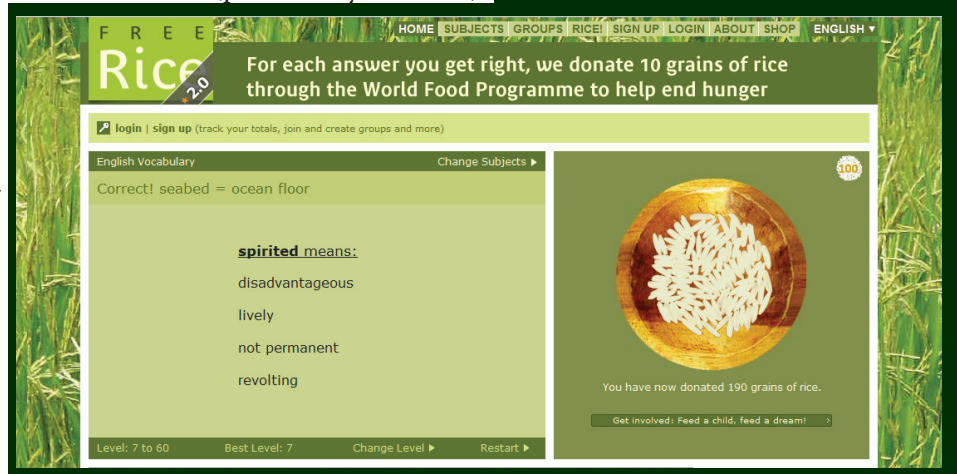 HOME SUBJECTS GROUPS RICE! SIGN UP LOGIN ABOUT SHOP ENGLISH
FREE
Rice
2.0
For each answer you get right, we donate 10 grains of rice
through the World Food Programme to help end hunger
login | sign up (track your totals, join and create groups and more)
English Vocabulary Change Subjects
Correct! seabed = ocean floor
100
spirited means:
disadvantageous
lively
not permanent
revolting
You have now donated 190 grains of rice.
Get involved: Feed a child, feed a dream!
Level: 7 to 60 Best Level: 7 Change Level Restart